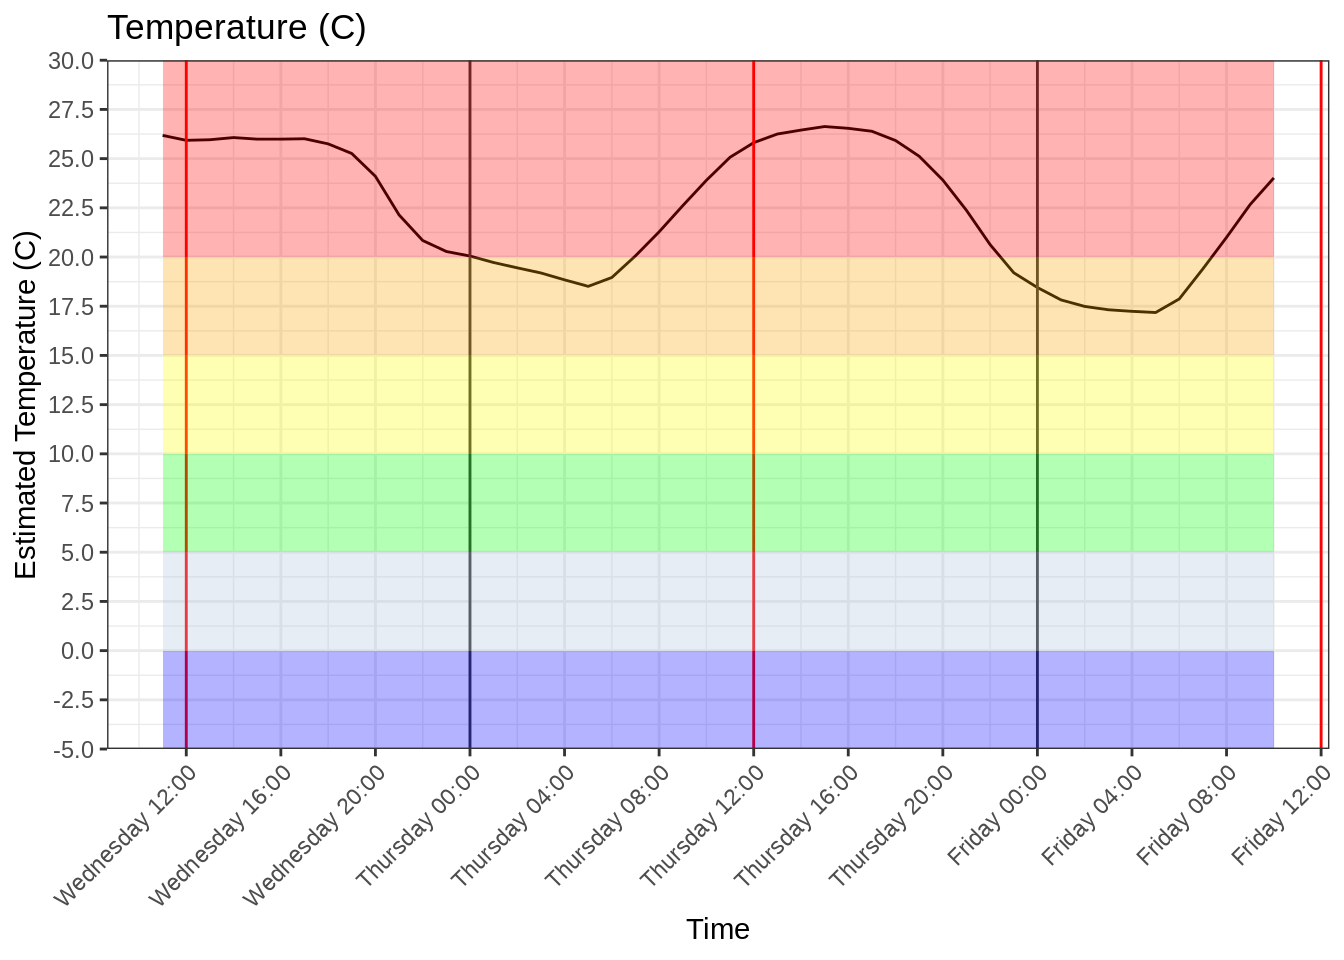 Temperature (C)
30.0
27.5
25.0
22.5
20.0
17.5
15.0
12.5
10.0
7.5
5.0
2.5
0.0
-2.5
-5.0
Estimated Temperature (C)
Wednesday 12:00
Wednesday 16:00
Wednesday 20:00
Thursday 00:00
Thursday 04:00
Thursday 08:00
Thursday 12:00
Thursday 16:00
Thursday 20:00
Friday 00:00
Friday 04:00
Friday 08:00
Friday 12:00
Time